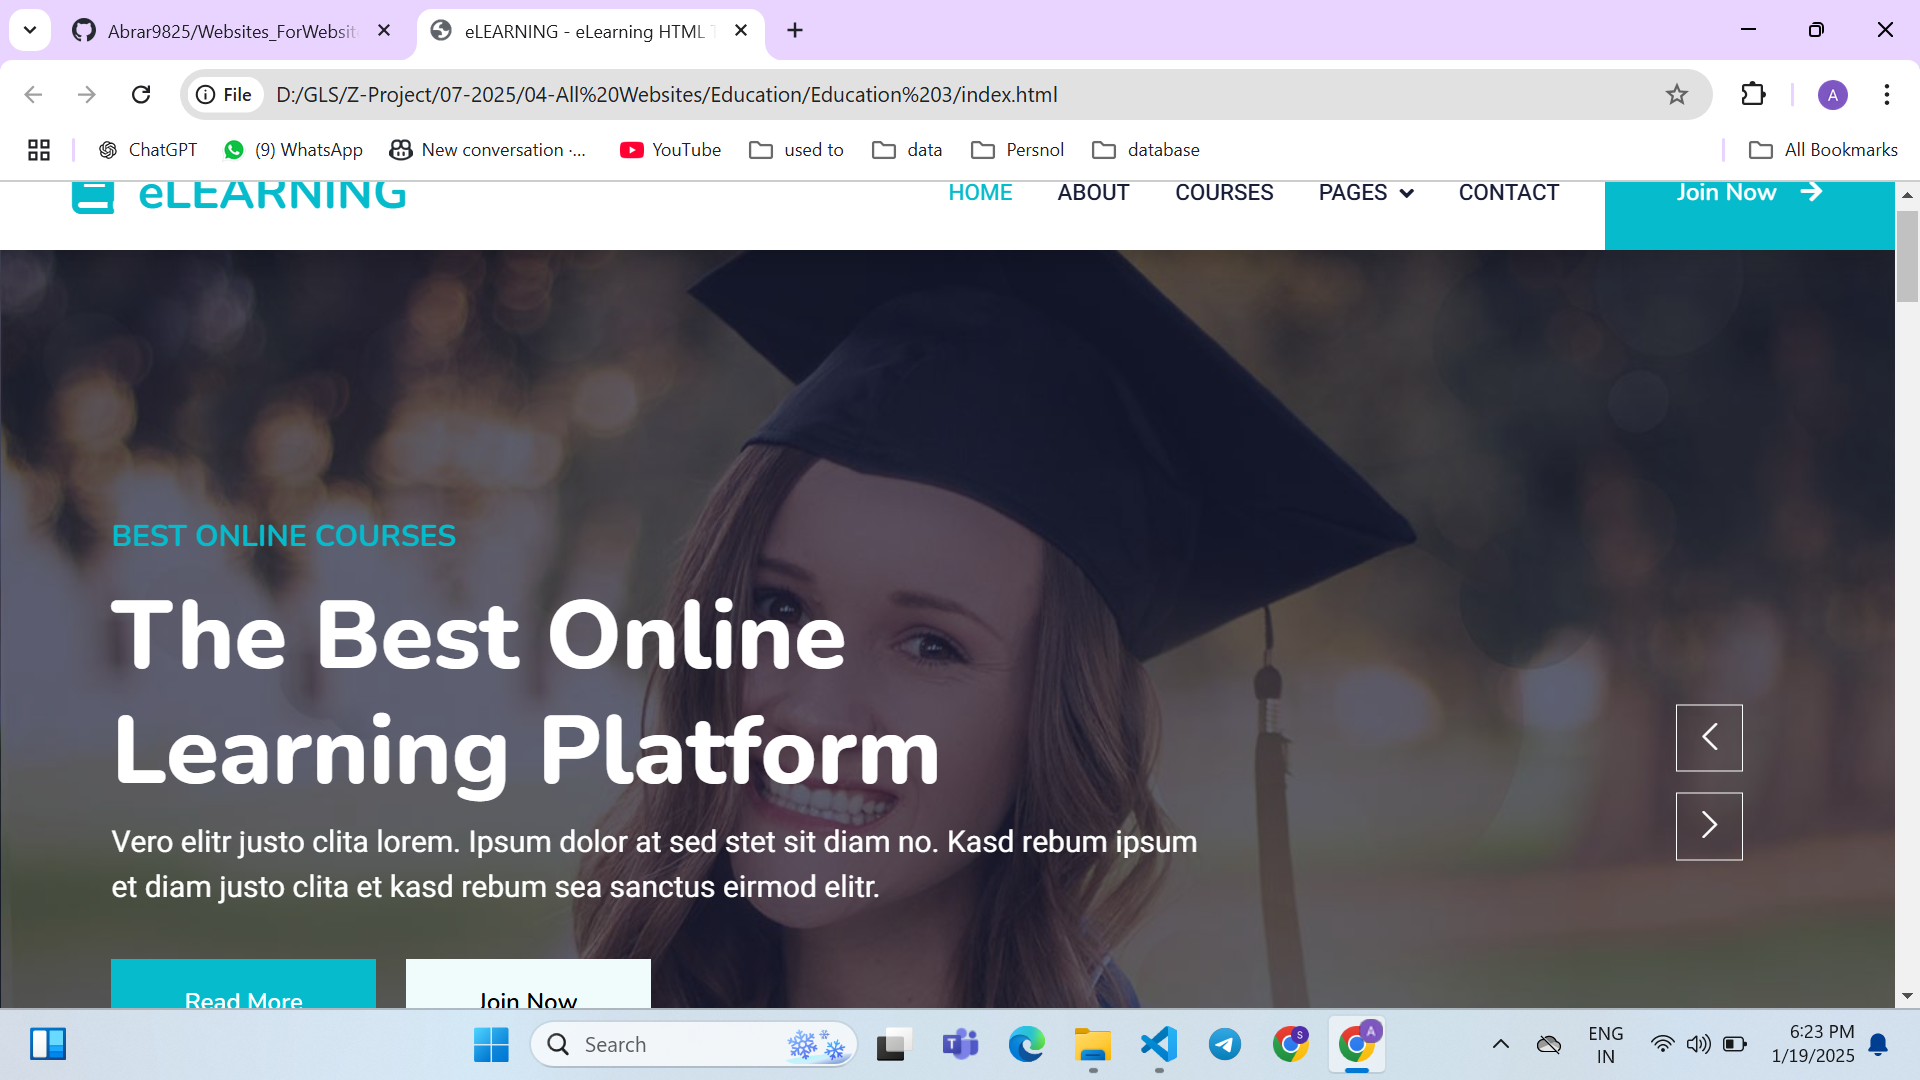 Abrar9825/Websites_ForWebsit
eLEARNING - eLearning HTML T
File
D:/GLS/Z-Project/07-2025/04-All%20Websites/Education/Education%203/index.html
A
ChatGPT
(9) WhatsApp
New conversation ·...
YouTube
used to
data
Persnol
database
All Bookmarks
eLEARNING
HOME
ABOUT
COURSES
PAGES
CONTACT
Join Now
BEST ONLINE COURSES
The Best Online
Learning Platform
Vero elitr justo clita lorem. Ipsum dolor at sed stet sit diam no. Kasd rebum ipsum
et diam justo clita et kasd rebum sea sanctus eirmod elitr.
Read More
Join Now
Search
S
A
ENG
IN
6:23 PM
1/19/2025